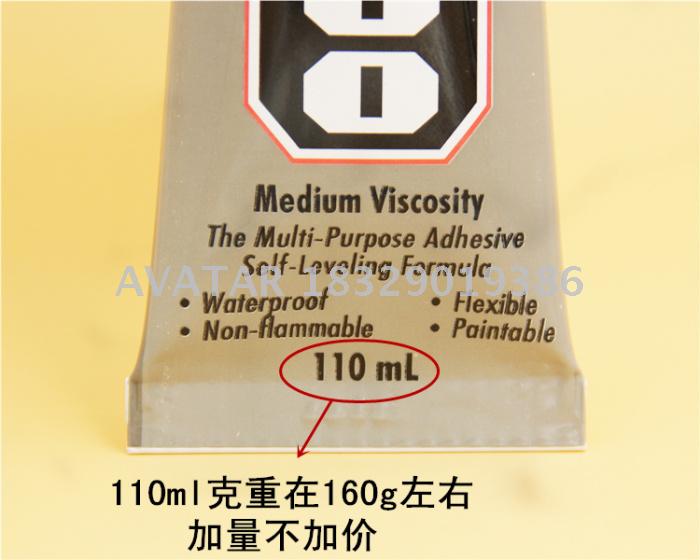 Medium Viscosity
The Multi-Purpose Adhesive
Self-Leveling Formula
AVATAR 18329019386
• Waterproof • Flexible
• Non-flammable • Paintable
110 mL
110ml克重在160g左右
加量不加价